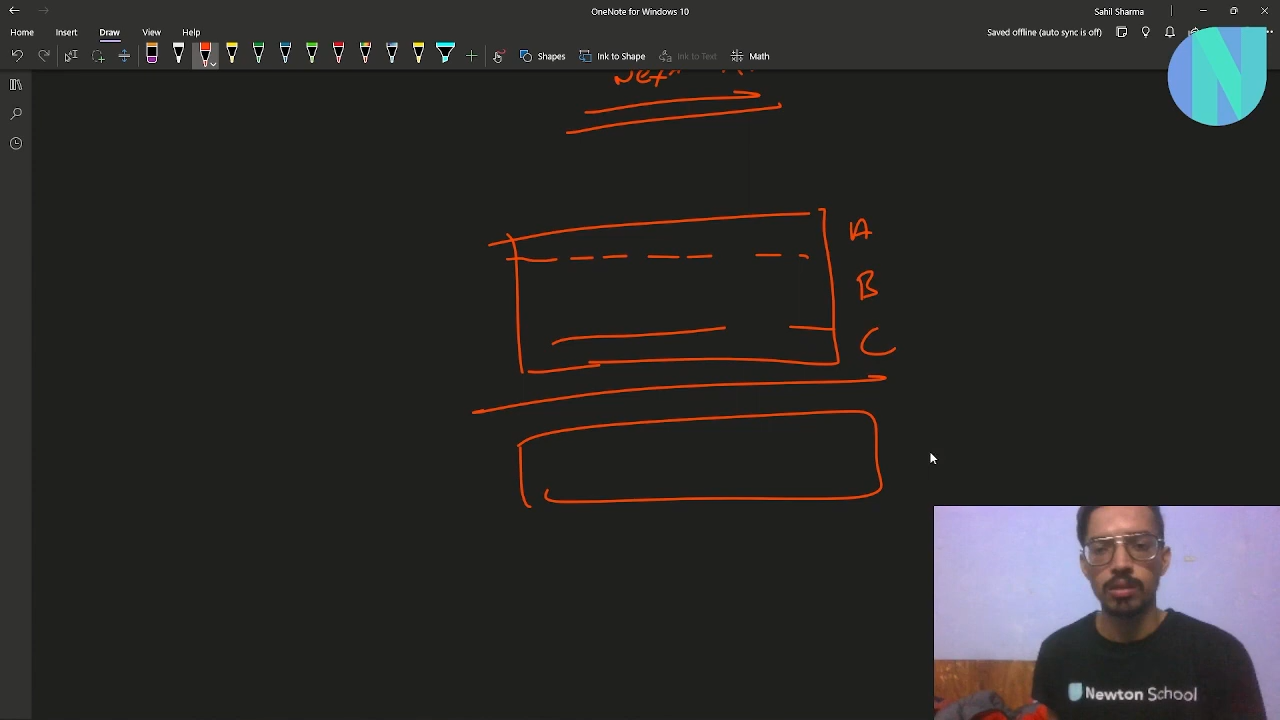 OneNote for Windows 10
Sahil Sharma
Home Insert Draw View Help
Saved offline (auto sync is off)
Shapes Ink to Shape Ink to Text Math
A
B
C
N
Newton School